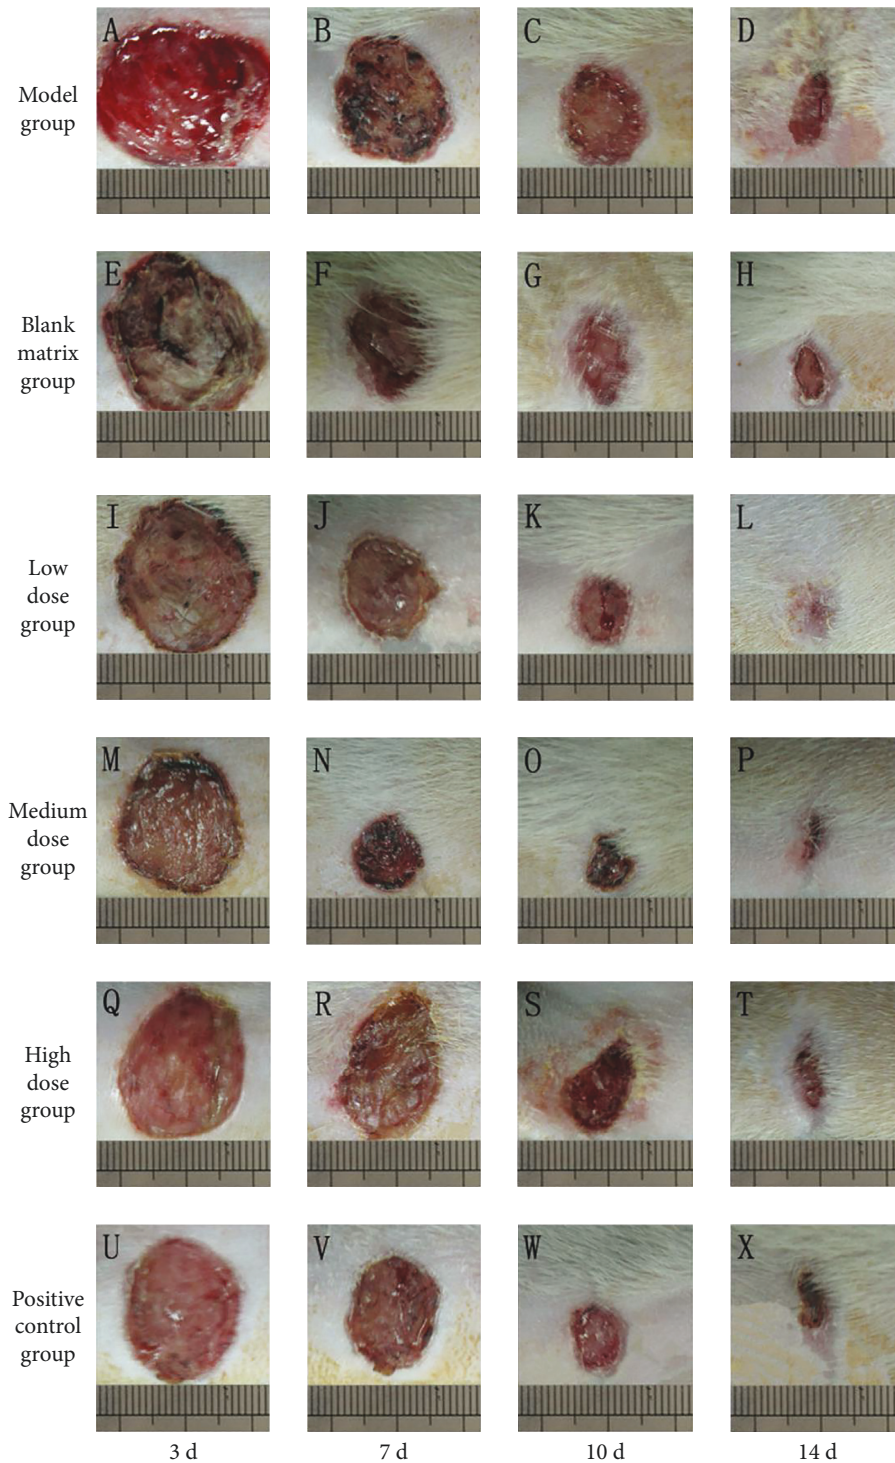 A B C D
Model
group
E F G H
Blank
matrix
group
I J K L
Low
dose
group
M N O P
Medium
dose
group
Q R S T
High
dose
group
U V W X
Positive
control
group
3 d 7 d 10 d 14 d